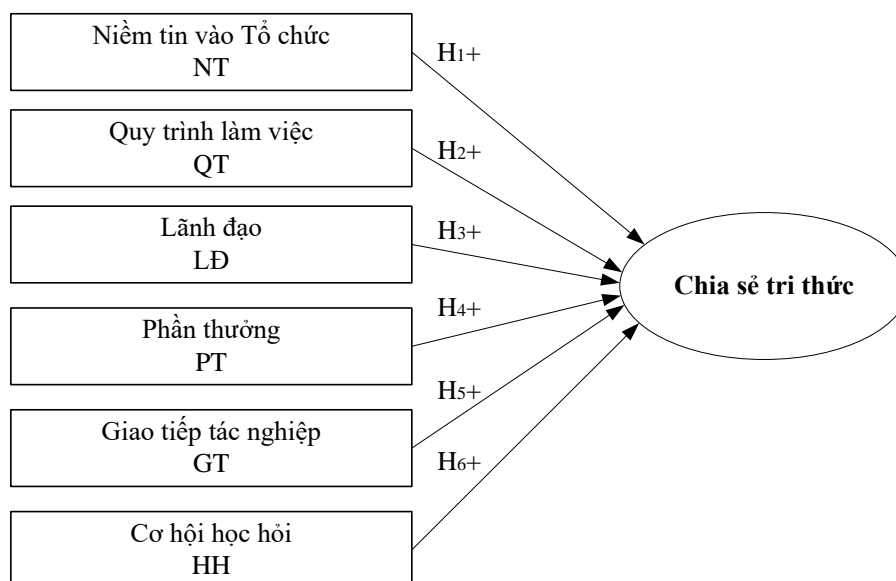 Niềm tin vào Tổ chức
NT
H1+
Quy trình làm việc
QT
H2+
Lãnh đạo
LĐ
H3+
Chia sẻ tri thức
Phần thưởng
PT
H4+
Giao tiếp tác nghiệp
GT
H5+
Cơ hội học hỏi
HH
H6+